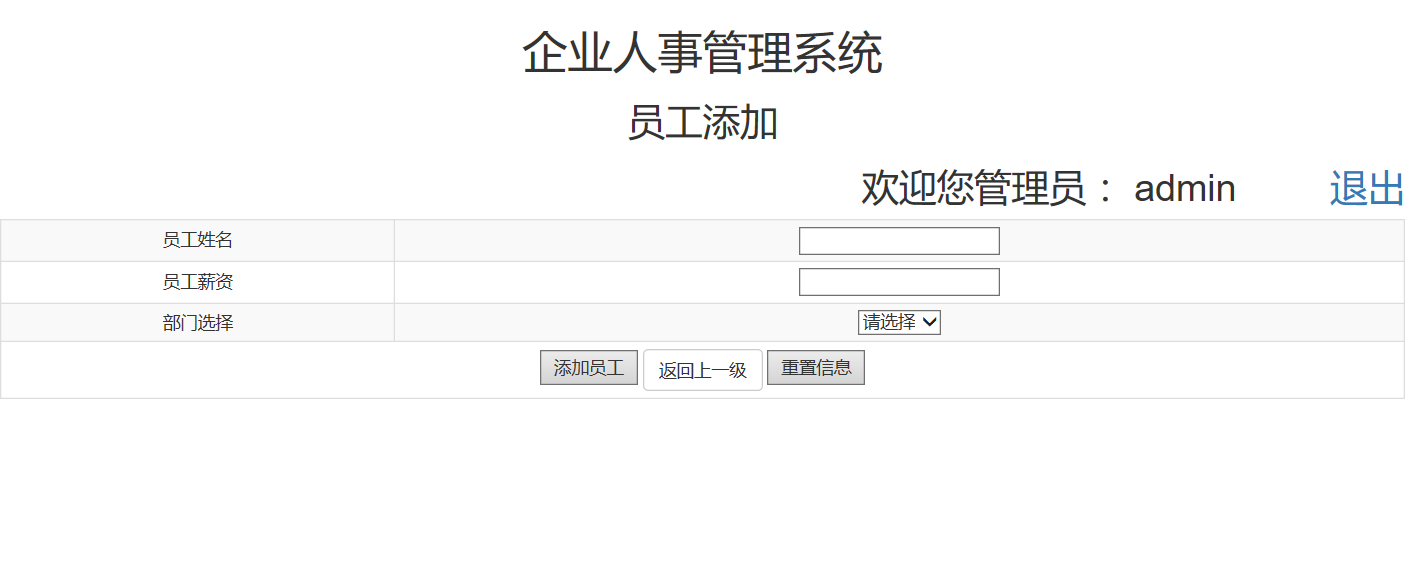 企业人事管理系统
员工添加
欢迎您管理员： admin 退出
员工姓名
员工薪资
部门选择 请选择
添加员工 返回上一级 重置信息